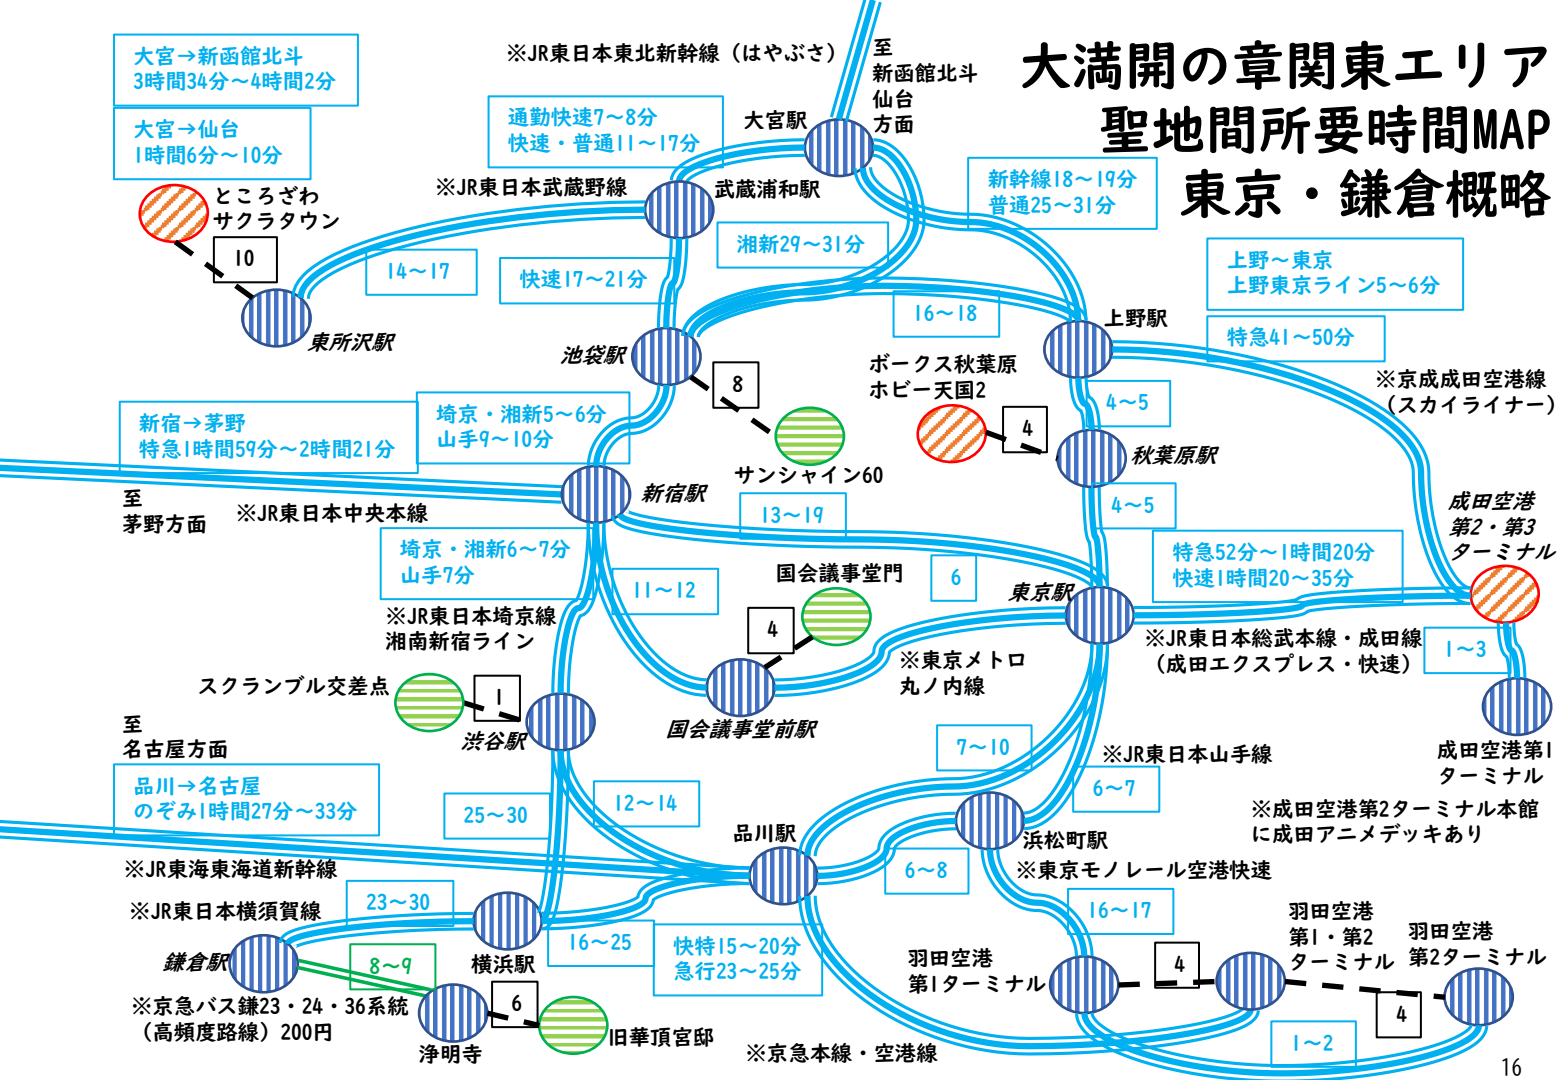 大満開の章関東エリア
聖地間所要時間MAP
東京・鎌倉概略
大宮→新函館北斗
3時間34分～4時間2分
大宮→仙台
1時間6分～10分
※JR東日本東北新幹線（はやぶさ）
至
新函館北斗
仙台
方面
大宮駅
通勤快速7～8分
快速・普通11～17分
※JR東日本武蔵野線
武蔵浦和駅
新幹線18～19分
普通25～31分
ところざわ
サクラタウン
10
14～17
東所沢駅
快速17～21分
湘新29～31分
16～18
上野～東京
上野東京ライン5～6分
特急41～50分
上野駅
※京成成田空港線
（スカイライナー）
池袋駅
8
サンシャイン60
ボークス秋葉原
ホビー天国2
4
4～5
秋葉原駅
4～5
新宿→茅野
特急1時間59分～2時間21分
埼京・湘新5～6分
山手9～10分
新宿駅
至
茅野方面
※JR東日本中央本線
13～19
埼京・湘新6～7分
山手7分
11～12
国会議事堂門
4
6
東京駅
特急52分～1時間20分
快速1時間20～35分
成田空港
第2・第3
ターミナル
※JR東日本埼京線
湘南新宿ライン
※東京メトロ
丸ノ内線
※JR東日本総武本線・成田線
（成田エクスプレス・快速）
1～3
スクランブル交差点
1
渋谷駅
国会議事堂前駅
成田空港第1
ターミナル
至
名古屋方面
品川→名古屋
のぞみ1時間27分～33分
25～30
12～14
7～10
※JR東日本山手線
6～7
※成田空港第2ターミナル本館
に成田アニメデッキあり
品川駅
浜松町駅
6～8
※東京モノレール空港快速
※JR東海東海道新幹線
※JR東日本横須賀線
23～30
16～25
快特15～20分
急行23～25分
16～17
鎌倉駅
8～9
横浜駅
羽田空港
第1ターミナル
4
羽田空港
第1・第2
ターミナル
羽田空港
第2ターミナル
4
※京急バス鎌23・24・36系統
（高頻度路線）200円
6
浄明寺
旧華頂宮邸
※京急本線・空港線
1～2
16